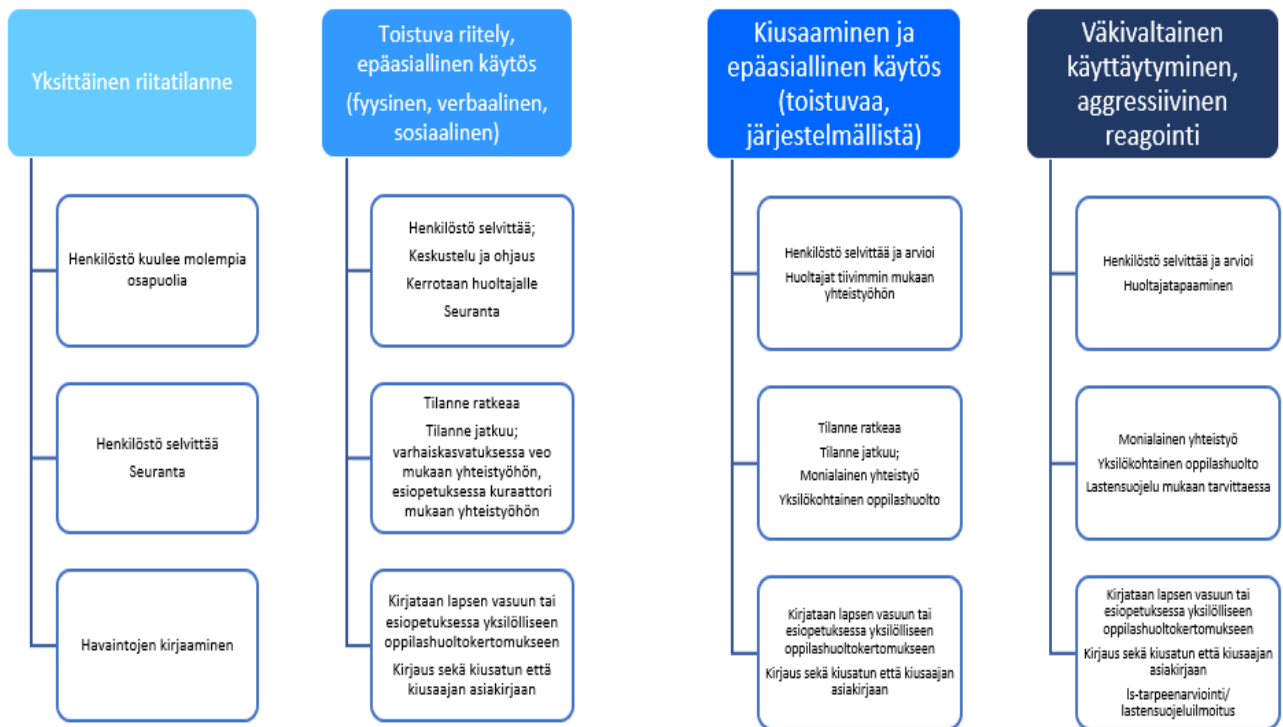 Yksittäinen riitatilanne
Henkilöstö kuulee molempia
osapuolia
Henkilöstö selvittää
Seuranta
Havaintojen kirjaaminen
Toistuva riitely,
epäasiallinen käytös
(fyysinen, verbaalinen,
sosiaalinen)
Henkilöstö selvittää;
Keskustelu ja ohjaus
Kerrotaan huoltajalle
Seuranta
Tilanne ratkeaa
Tilanne jatkuu;
varhaiskasvatuksessa veo
mukaan yhteistyöhön,
esiopetuksessa kuraattori
mukaan yhteistyöhön
Kirjataan lapsen vasuun tai
esiopetuksessa yksilölliseen
oppilashuoltokertomukseen
Kirjaus sekä kiusatun että
kiusaajan asiakirjaan
Kiusaaminen ja
epäasiallinen käytös
(toistuvaa,
järjestelmällistä)
Henkilöstö selvittää ja arvioi
Huoltajat tiivimmin mukaan
yhteistyöhön
Tilanne ratkeaa
Tilanne jatkuu;
Monialainen yhteistyö
Yksilökohtainen oppilashuolto
Kirjataan lapsen vasuun tai
esiopetuksessa yksilölliseen
oppilashuoltokertomukseen
Kirjaus sekä kiusatun että kiusaajan
asiakirjaan
Väkivaltainen
käyttäytyminen,
aggressiivinen
reagointi
Henkilöstö selvittää ja arvioi
Huoltajatapaaminen
Monialainen yhteistyö
Yksilökohtainen oppilashuolto
Lastensuojelu mukaan tarvittaessa
Kirjataan lapsen vasuun tai
esiopetuksessa yksilölliseen
oppilashuoltokertomukseen
Kirjaus sekä kiusatun että kiusaajan
asiakirjaan
ls-tarpeenarviointi/
lastensuojeluilmoitus